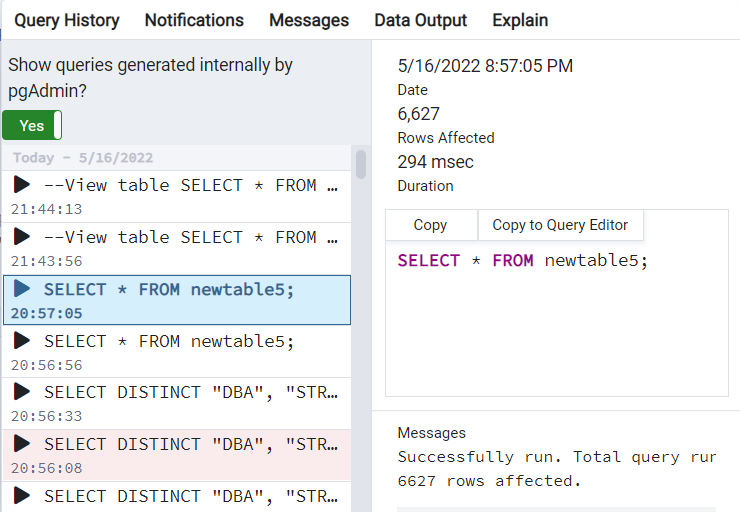 Query History Notifications Messages Data Output Explain
Show queries generated internally by
pgAdmin?
Yes
Today - 5/16/2022
--View table SELECT * FROM …
21:44:13
--View table SELECT * FROM …
21:43:56
SELECT * FROM newtable5;
20:57:05
SELECT * FROM newtable5;
20:56:56
SELECT DISTINCT "DBA", "STR…
20:56:33
SELECT DISTINCT "DBA", "STR…
20:56:08
SELECT DISTINCT "DBA", "STR…
5/16/2022 8:57:05 PM
Date
6,627
Rows Affected
294 msec
Duration
Copy Copy to Query Editor
SELECT * FROM newtable5;
Messages
Successfully run. Total query rur
6627 rows affected.